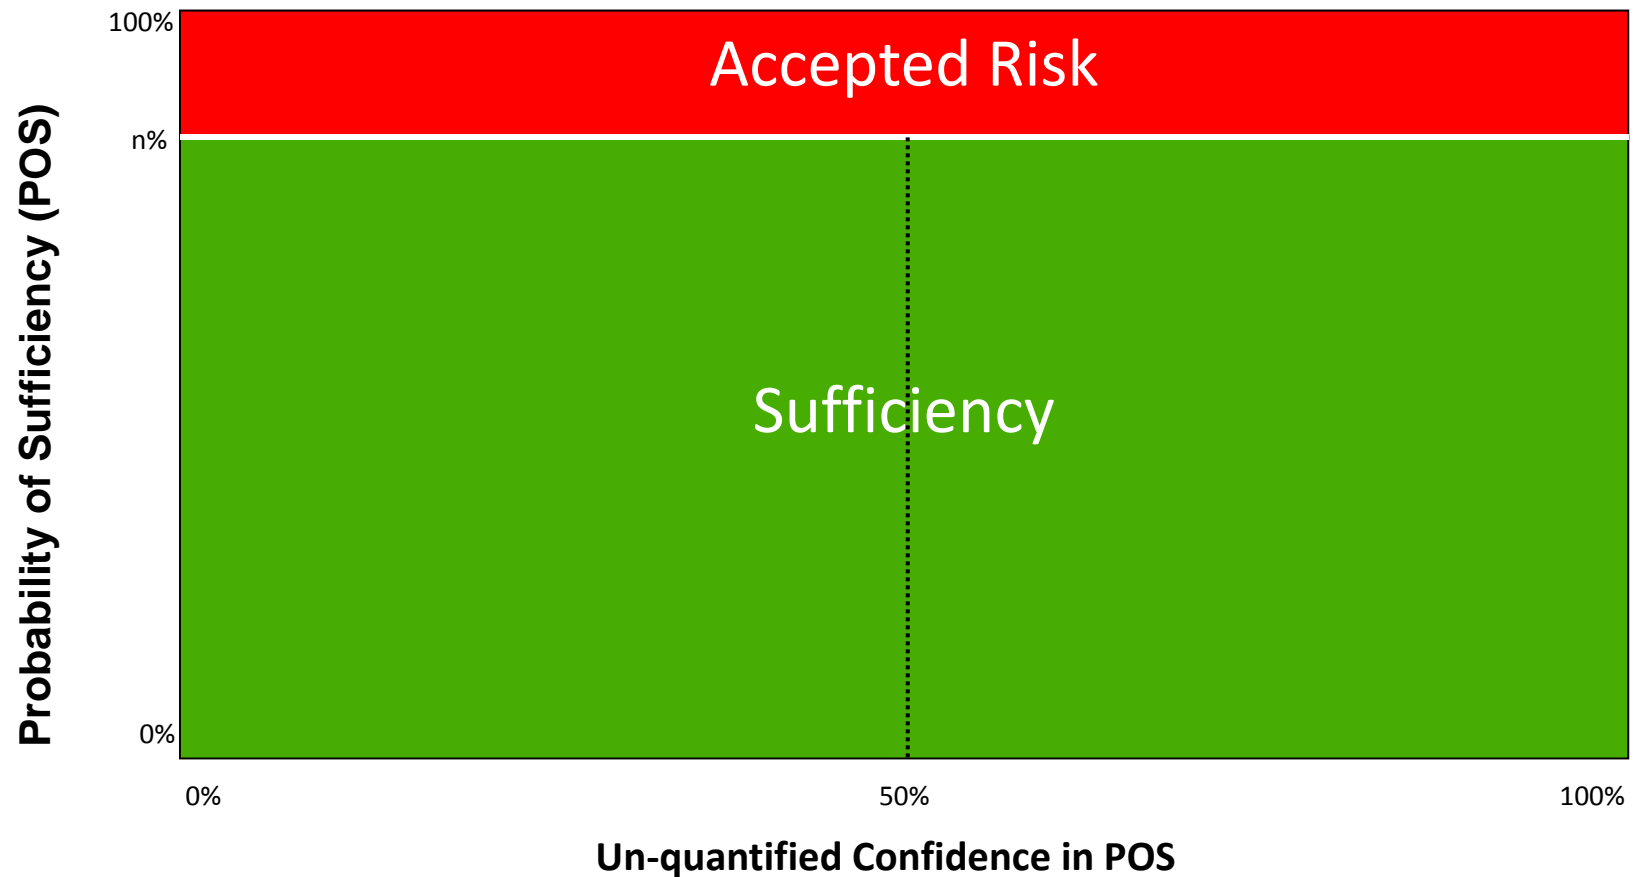 100%
Accepted Risk
n%
Probability of Sufficiency (POS)
Sufficiency
0%
0%
50%
100%
Un-quantified Confidence in POS